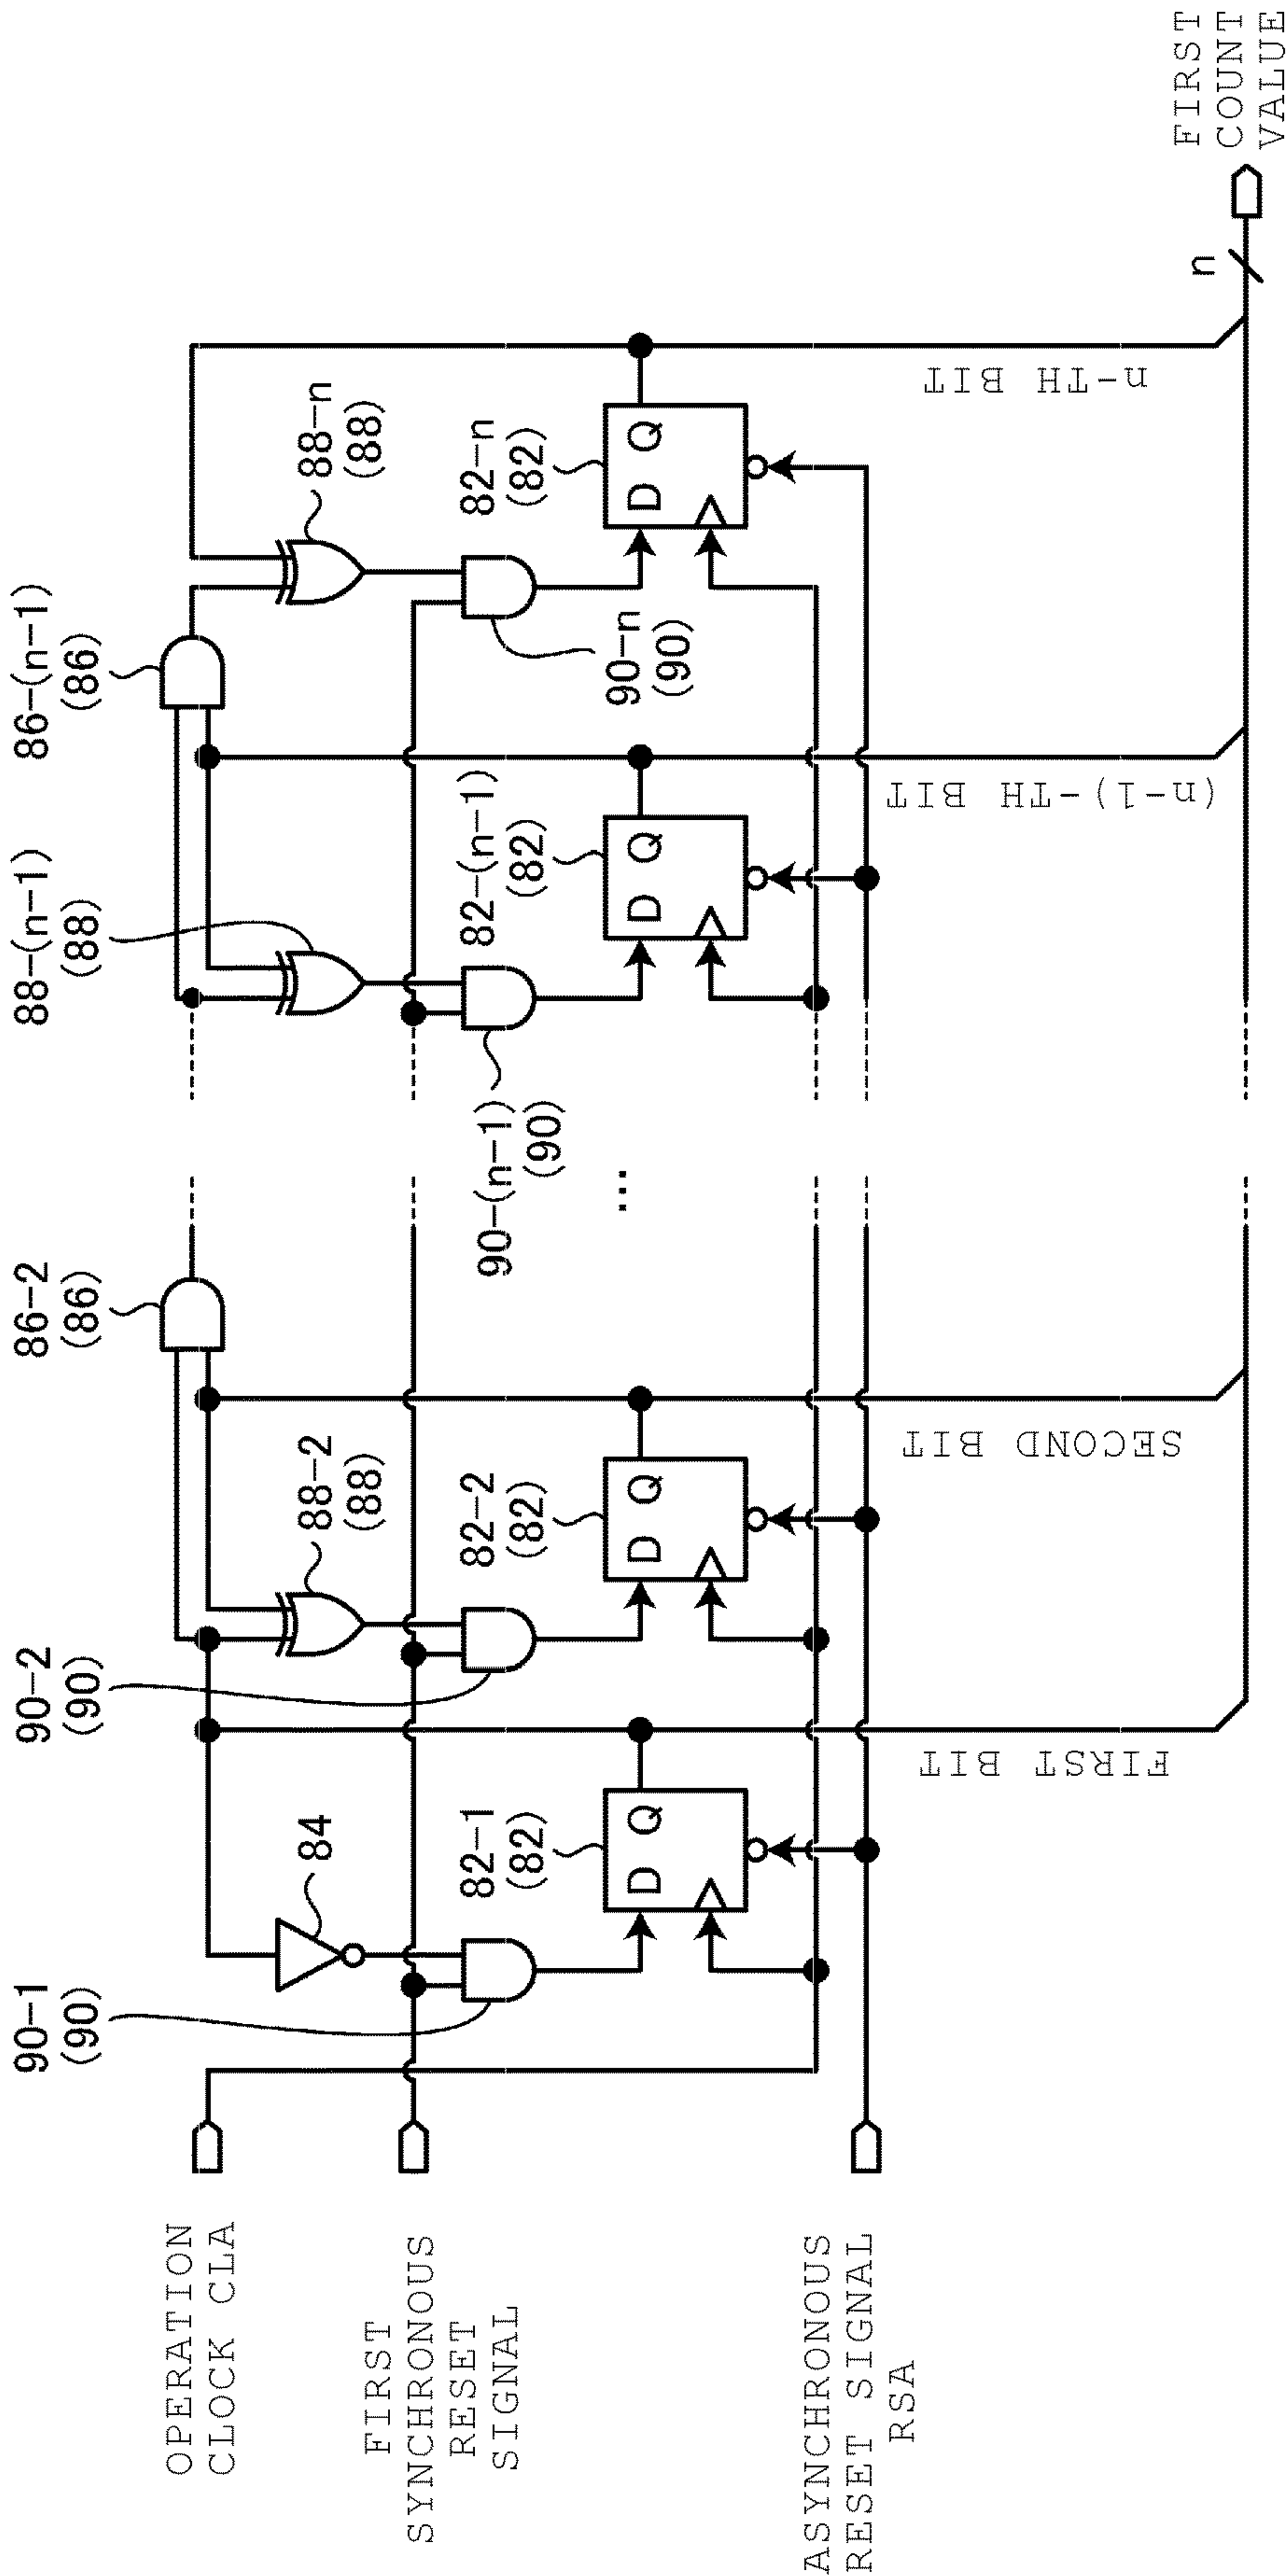 OPERATION
CLOCK CLA
FIRST
SYNCHRONOUS
RESET
SIGNAL
ASYNCHRONOUS
RESET SIGNAL
RSA
90-1
(90)
84
82-1
(82)
D Q
FIRST BIT
90-2
(90)
88-2
(88)
82-2
(82)
D Q
SECOND BIT
86-2
(86)
...
90-(n-1)
(90)
88-(n-1)
(88)
82-(n-1)
(82)
D Q
(n-1)-TH BIT
86-(n-1)
(86)
88-n
(88)
90-n
(90)
82-n
(82)
D Q
n-TH BIT
n
FIRST
COUNT
VALUE